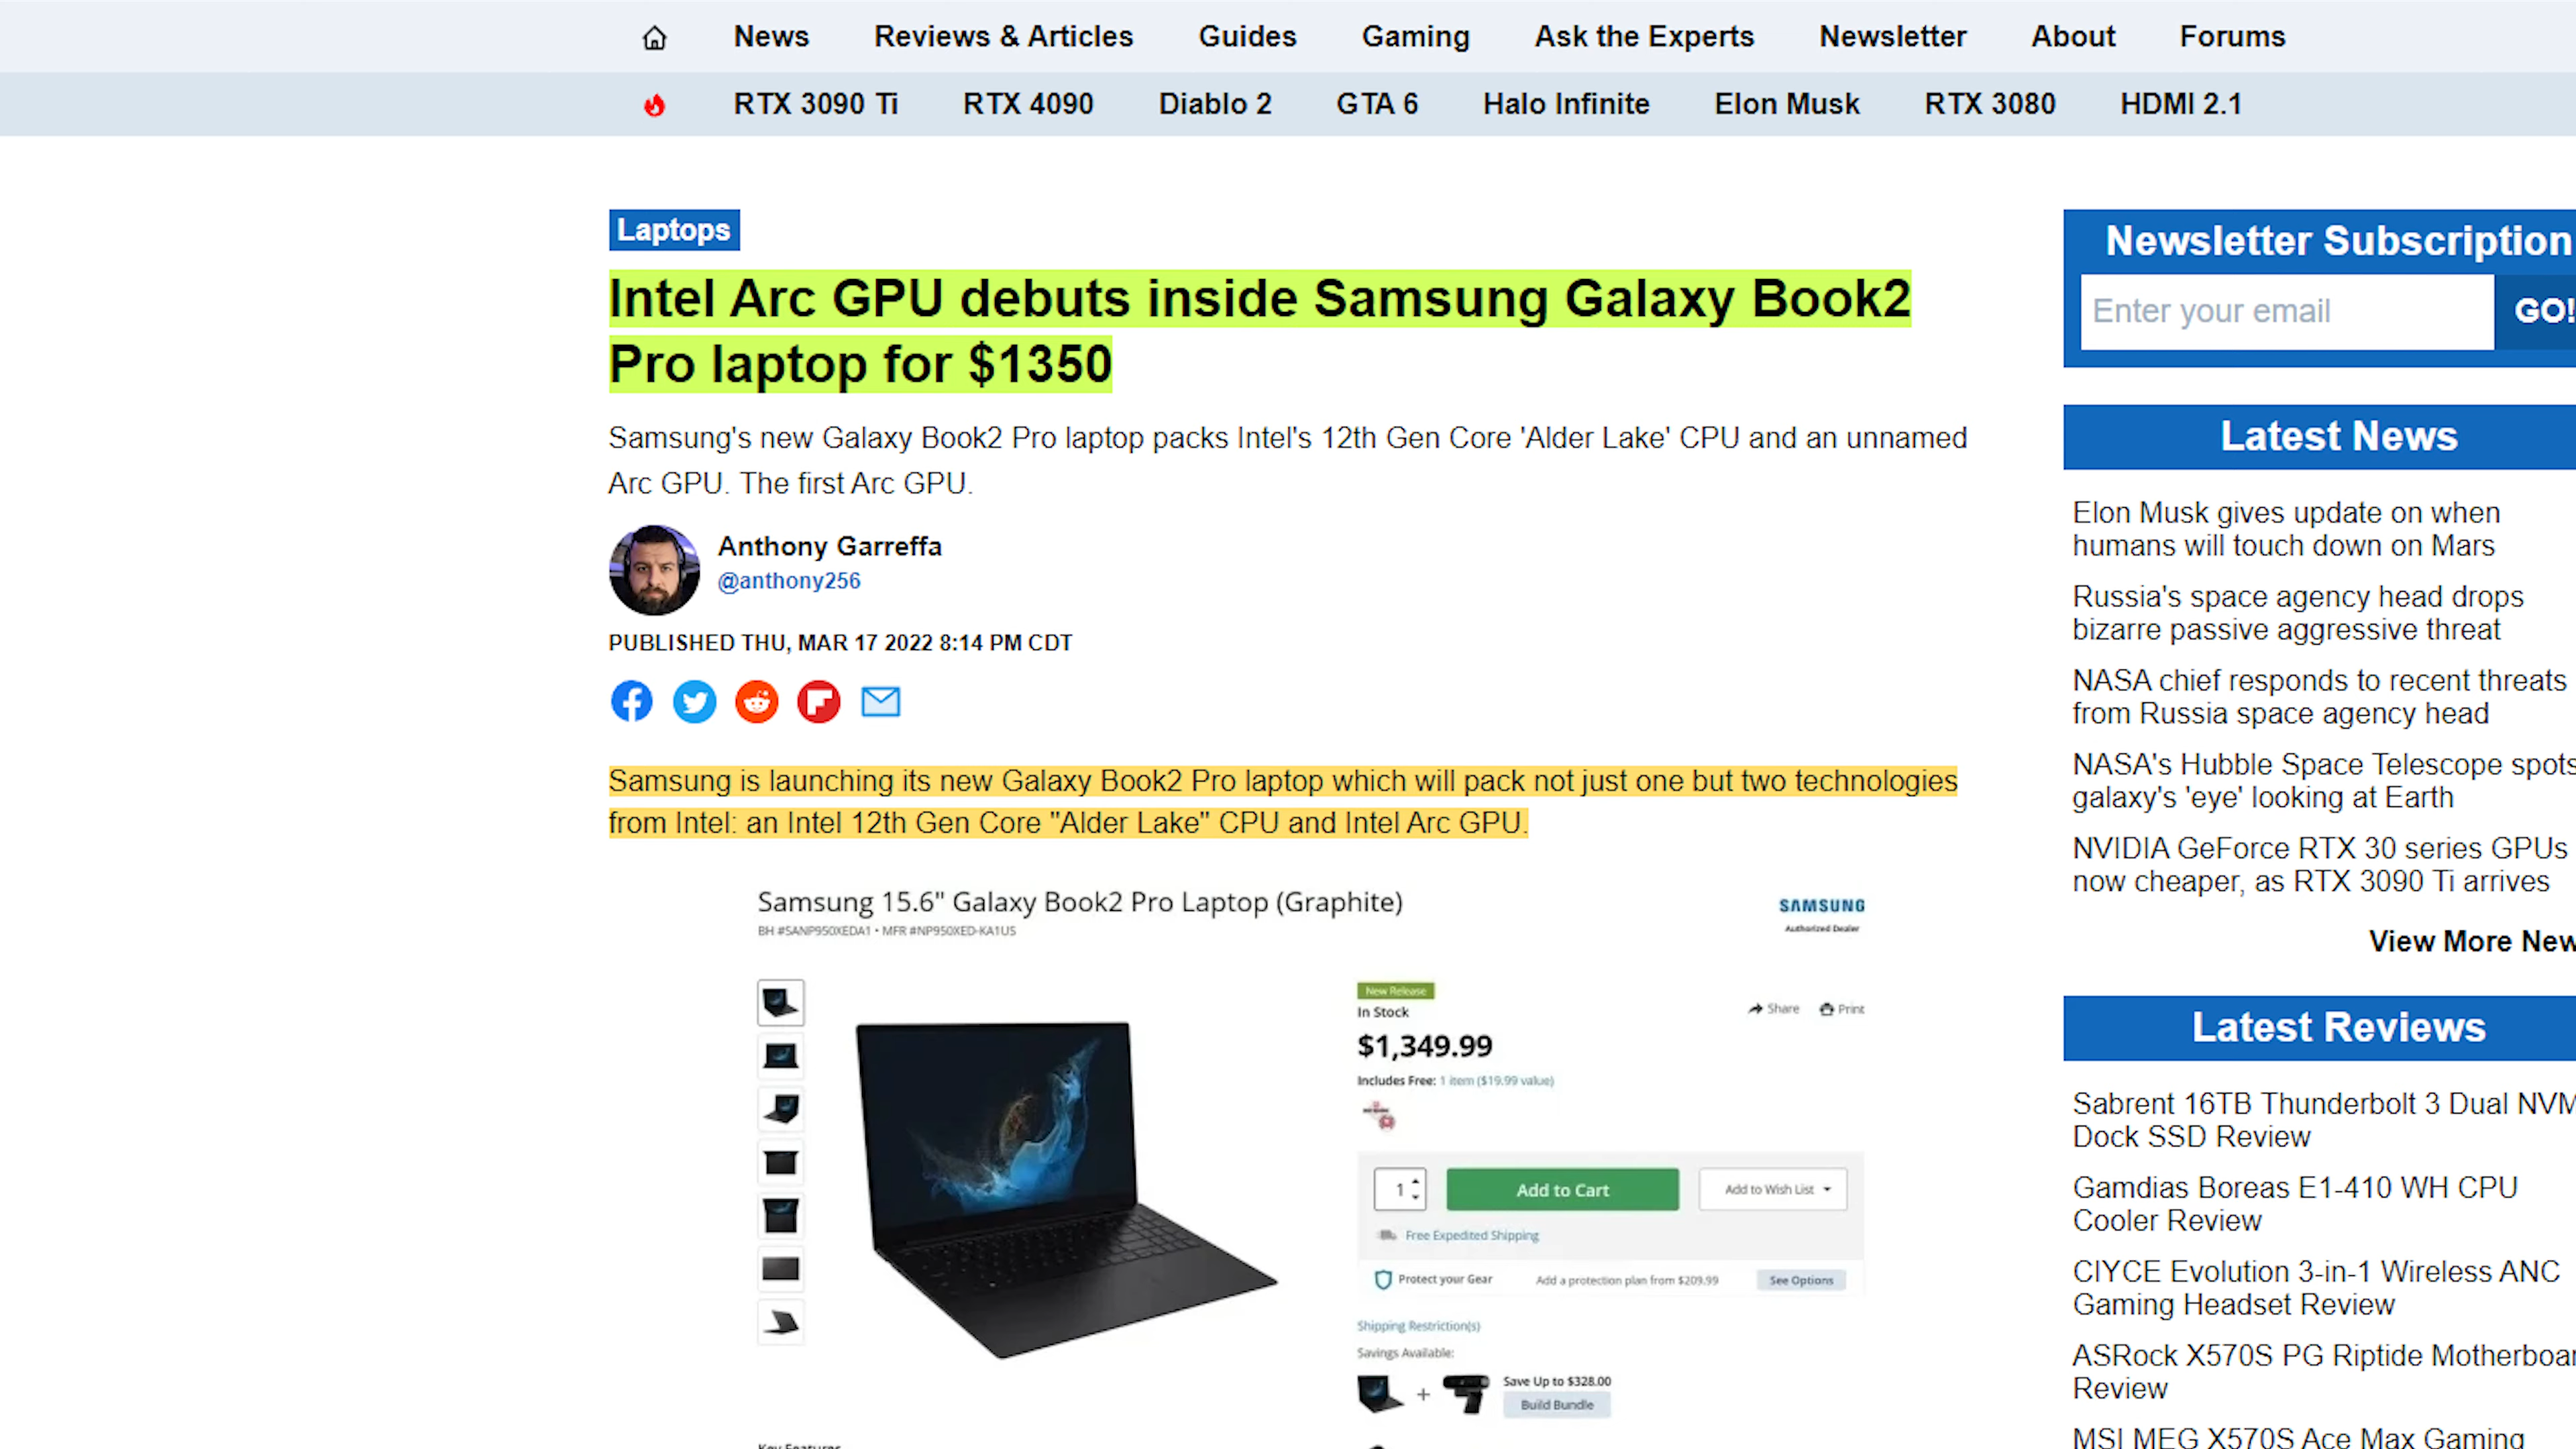 News Reviews & Articles Guides Gaming Ask the Experts Newsletter About Forums
RTX 3090 Ti RTX 4090 Diablo 2 GTA 6 Halo Infinite Elon Musk RTX 3080 HDMI 2.1
Laptops
Intel Arc GPU debuts inside Samsung Galaxy Book2
Pro laptop for $1350
Samsung's new Galaxy Book2 Pro laptop packs Intel's 12th Gen Core 'Alder Lake' CPU and an unnamed
Arc GPU. The first Arc GPU.
Anthony Garreffa
@anthony256
PUBLISHED THU, MAR 17 2022 8:14 PM CDT
Samsung is launching its new Galaxy Book2 Pro laptop which will pack not just one but two technologies
from Intel: an Intel 12th Gen Core "Alder Lake" CPU and Intel Arc GPU.
Samsung 15.6" Galaxy Book2 Pro Laptop (Graphite)
BH #SANP950XEDA1 • MFR #NP950XED-KA1US
SAMSUNG
Authorized Dealer
New Release
In Stock
Share Print
$1,349.99
Includes Free: 1 item ($19.99 value)
1 Add to Cart Add to Wish List
Free Expedited Shipping
Protect your Gear Add a protection plan from $209.99 See Options
Shipping Restriction(s)
Savings Available:
+
Save Up to $328.00
Build Bundle
Key Features
Newsletter Subscription
Enter your email GO!
Latest News
Elon Musk gives update on when
humans will touch down on Mars
Russia's space agency head drops
bizarre passive aggressive threat
NASA chief responds to recent threats
from Russia space agency head
NASA's Hubble Space Telescope spots
galaxy's 'eye' looking at Earth
NVIDIA GeForce RTX 30 series GPUs
now cheaper, as RTX 3090 Ti arrives
View More New
Latest Reviews
Sabrent 16TB Thunderbolt 3 Dual NVM
Dock SSD Review
Gamdias Boreas E1-410 WH CPU
Cooler Review
CIYCE Evolution 3-in-1 Wireless ANC
Gaming Headset Review
ASRock X570S PG Riptide Motherboar
Review
MSI MEG X570S Ace Max Gaming